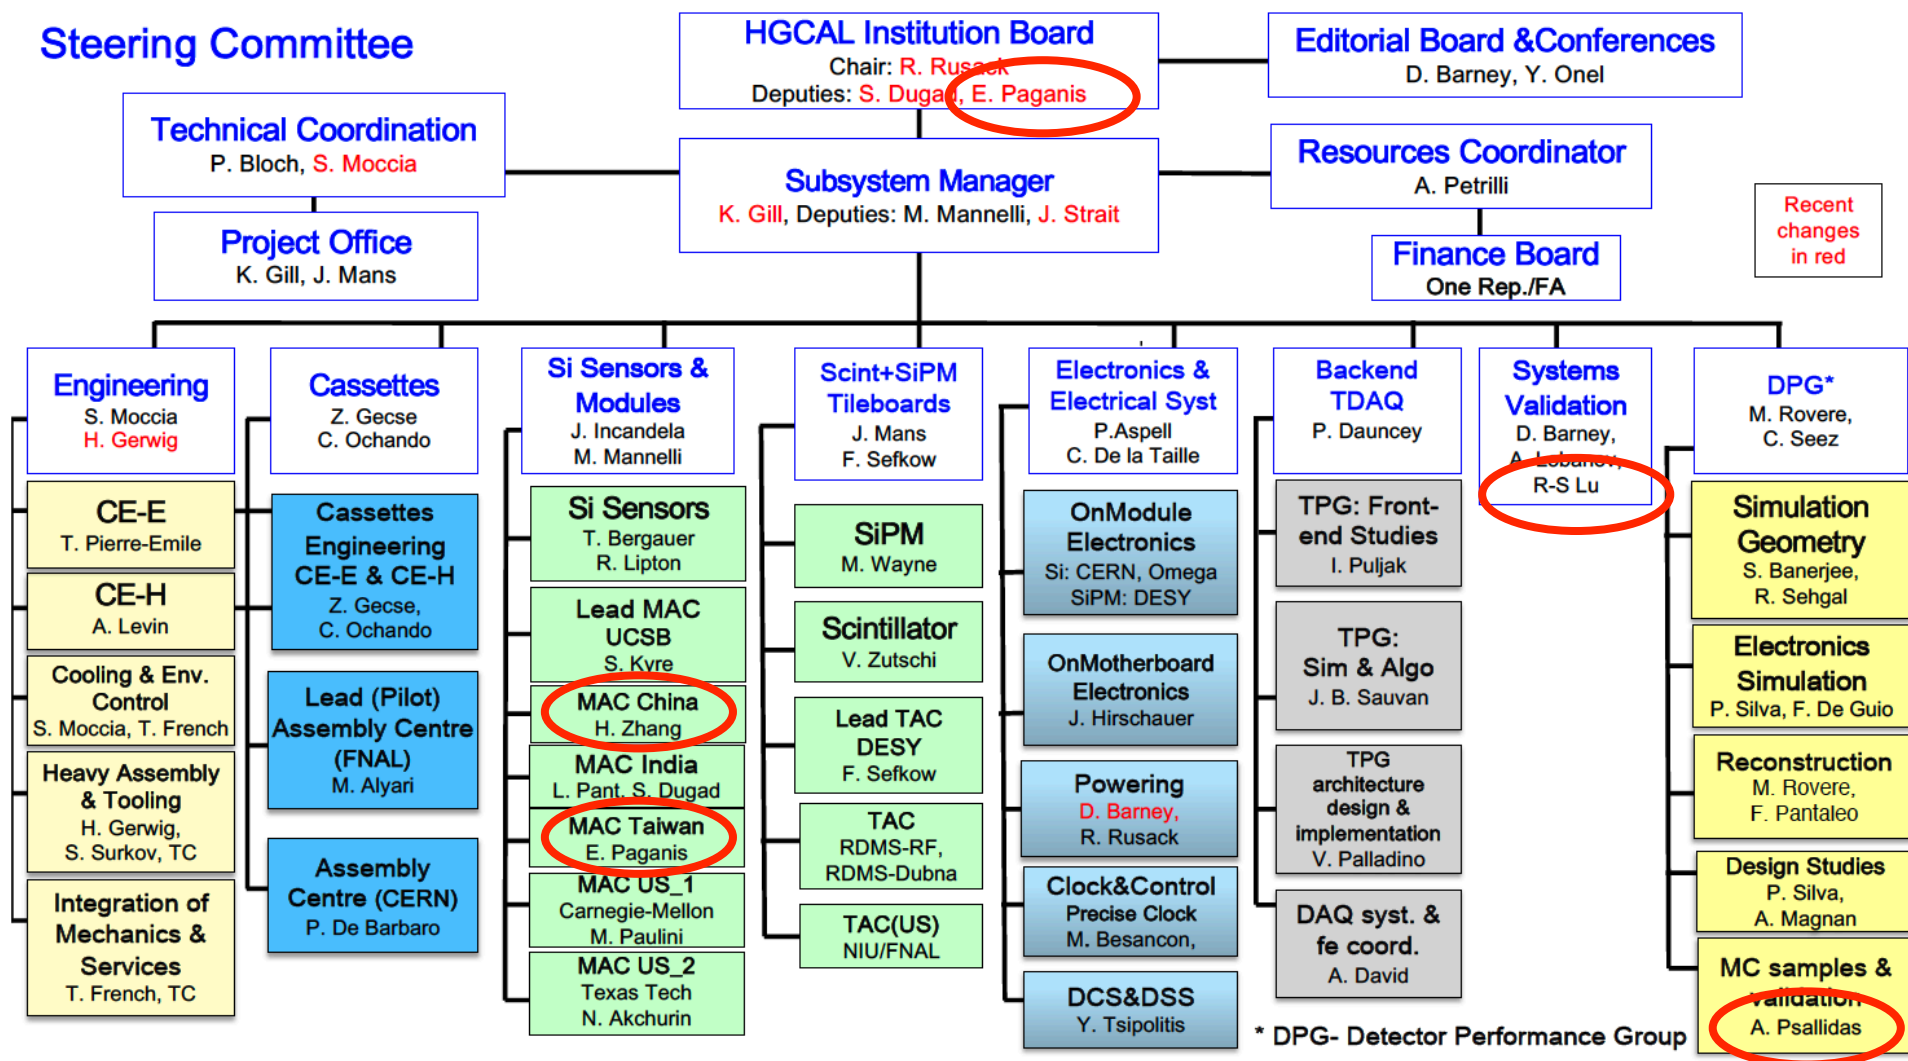 Steering Committee
HGCAL Institution Board
Chair: R. Rusack
Deputies: S. Dugad, E. Paganis
Editorial Board &Conferences
D. Barney, Y. Onel
Technical Coordination
P. Bloch, S. Moccia
Subsystem Manager
K. Gill, Deputies: M. Mannelli, J. Strait
Resources Coordinator
A. Petrilli
Project Office
K. Gill, J. Mans
Finance Board
One Rep./FA
Recent
changes
in red
Engineering
S. Moccia
H. Gerwig
CE-E
T. Pierre-Emile
CE-H
A. Levin
Cooling & Env.
Control
S. Moccia, T. French
Heavy Assembly
& Tooling
H. Gerwig,
S. Surkov, TC
Integration of
Mechanics &
Services
T. French, TC
Cassettes
Z. Gecse
C. Ochando
Cassettes
Engineering
CE-E & CE-H
Z. Gecse,
C. Ochando
Lead (Pilot)
Assembly Centre
(FNAL)
M. Alyari
Assembly
Centre (CERN)
P. De Barbaro
Si Sensors &
Modules
J. Incandela
M. Mannelli
Si Sensors
T. Bergauer
R. Lipton
Lead MAC
UCSB
S. Kyre
MAC China
H. Zhang
MAC India
L. Pant, S. Dugad
MAC Taiwan
E. Paganis
MAC US_1
Carnegie-Mellon
M. Paulini
MAC US_2
Texas Tech
N. Akchurin
Scint+SiPM
Tileboards
J. Mans
F. Sefkow
SiPM
M. Wayne
Scintillator
V. Zutschi
Lead TAC
DESY
F. Sefkow
TAC
RDMS-RF,
RDMS-Dubna
TAC(US)
NIU/FNAL
Electronics &
Electrical Syst
P.Aspell
C. De la Taille
OnModule
Electronics
Si: CERN, Omega
SiPM: DESY
OnMotherboard
Electronics
J. Hirschauer
Powering
D. Barney,
R. Rusack
Clock&Control
Precise Clock
M. Besancon,
DCS&DSS
Y. Tsipolitis
Backend
TDAQ
P. Dauncey
TPG: Front-
end Studies
I. Puljak
TPG:
Sim & Algo
J. B. Sauvan
TPG
architecture
design &
implementation
V. Palladino
DAQ syst. &
fe coord.
A. David
Systems
Validation
D. Barney,
A. Lobanov,
R-S Lu
DPG*
M. Rovere,
C. Seez
Simulation
Geometry
S. Banerjee,
R. Sehgal
Electronics
Simulation
P. Silva, F. De Guio
Reconstruction
M. Rovere,
F. Pantaleo
Design Studies
P. Silva,
A. Magnan
MC samples &
validation
A. Psallidas
* DPG- Detector Performance Group